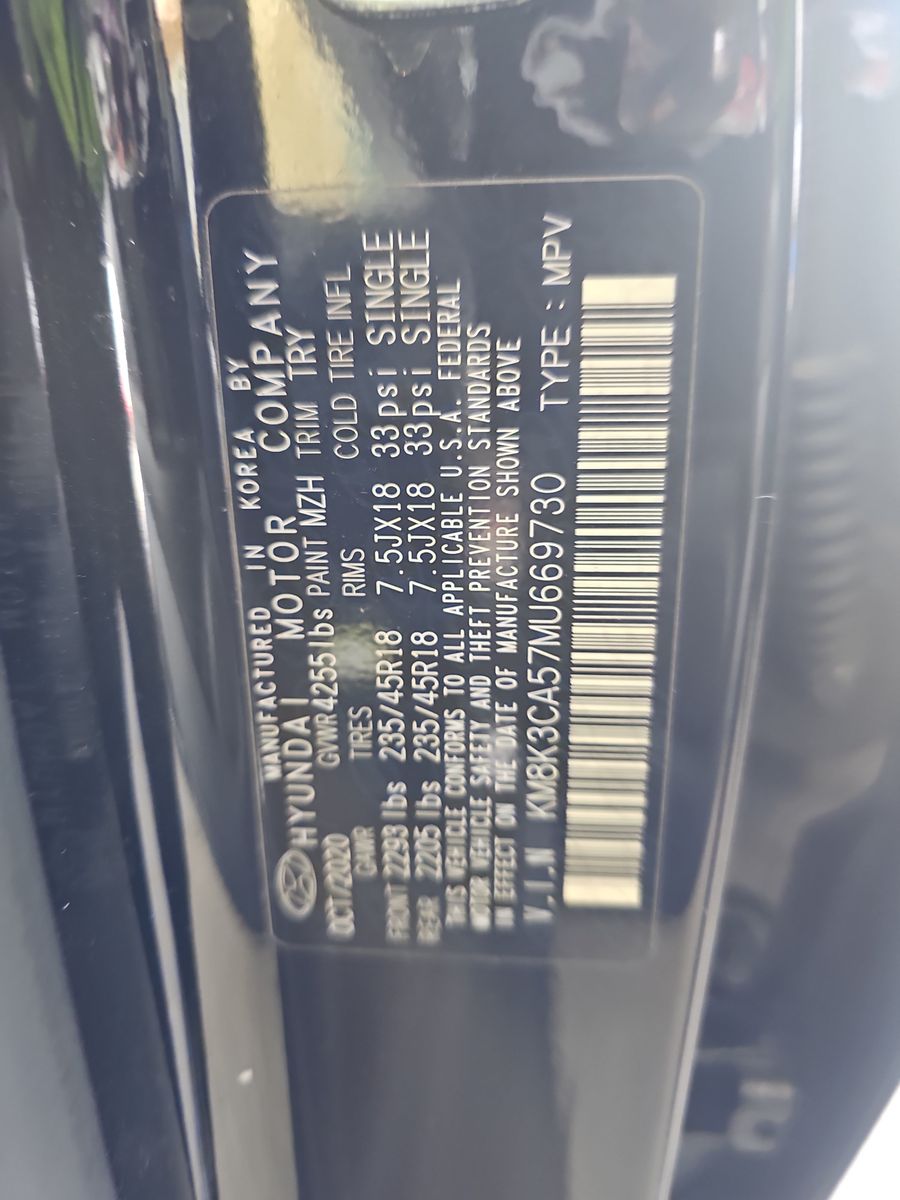 MANUFACTURED IN KOREA BY
HYUNDAI MOTOR COMPANY
OCT/2020 GVWR 4255 lbs PAINT MZH TRIM TRY
GAWR TIRES RIMS COLD TIRE INFL
FRONT 2293 lbs 235/45R18 7.5JX18 33psi SINGLE
REAR 2205 lbs 235/45R18 7.5JX18 33psi SINGLE
THIS VEHICLE CONFORMS TO ALL APPLICABLE U.S.A. FEDERAL
MOTOR VEHICLE SAFETY AND THEFT PREVENTION STANDARDS
IN EFFECT ON THE DATE OF MANUFACTURE SHOWN ABOVE
V.I.N KM8K3CA57MU669730 TYPE : MPV